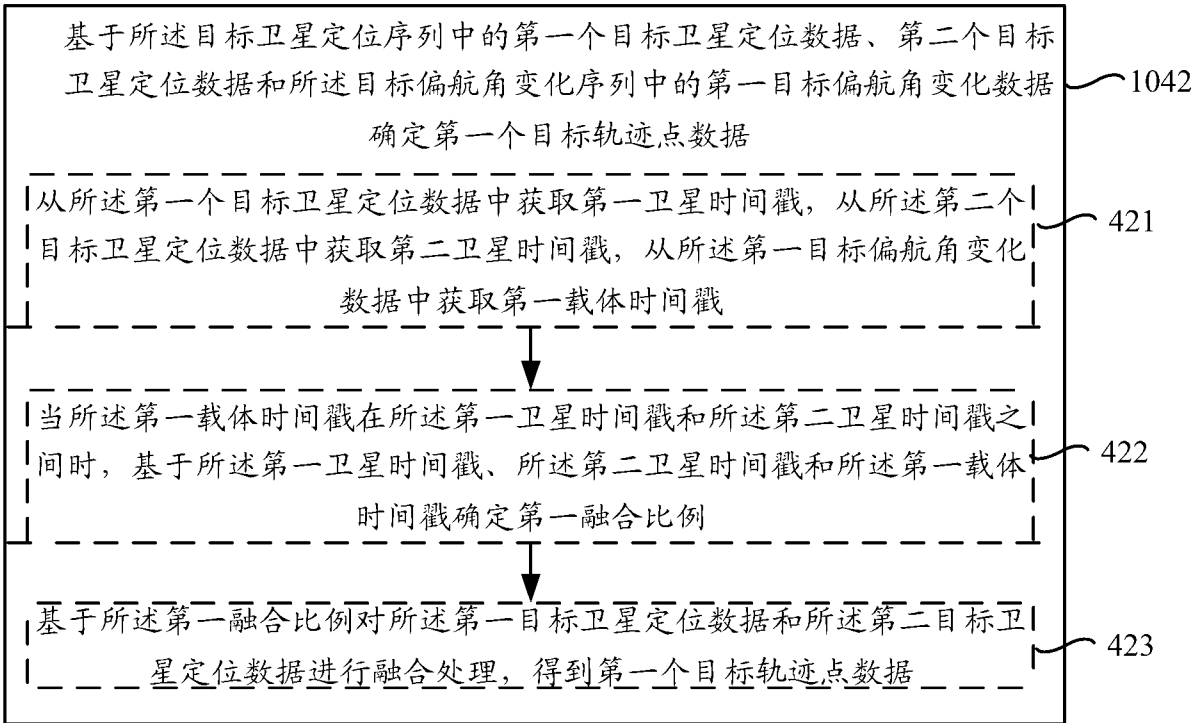 基于所述目标卫星定位序列中的第一个目标卫星定位数据、第二个目标
卫星定位数据和所述目标偏航角变化序列中的第一目标偏航角变化数据
确定第一个目标轨迹点数据
1042
从所述第一个目标卫星定位数据中获取第一卫星时间戳，从所述第二个
目标卫星定位数据中获取第二卫星时间戳，从所述第一目标偏航角变化
数据中获取第一载体时间戳
421
当所述第一载体时间戳在所述第一卫星时间戳和所述第二卫星时间戳之
间时，基于所述第一卫星时间戳、所述第二卫星时间戳和所述第一载体
时间戳确定第一融合比例
422
基于所述第一融合比例对所述第一目标卫星定位数据和所述第二目标卫
星定位数据进行融合处理，得到第一个目标轨迹点数据
423